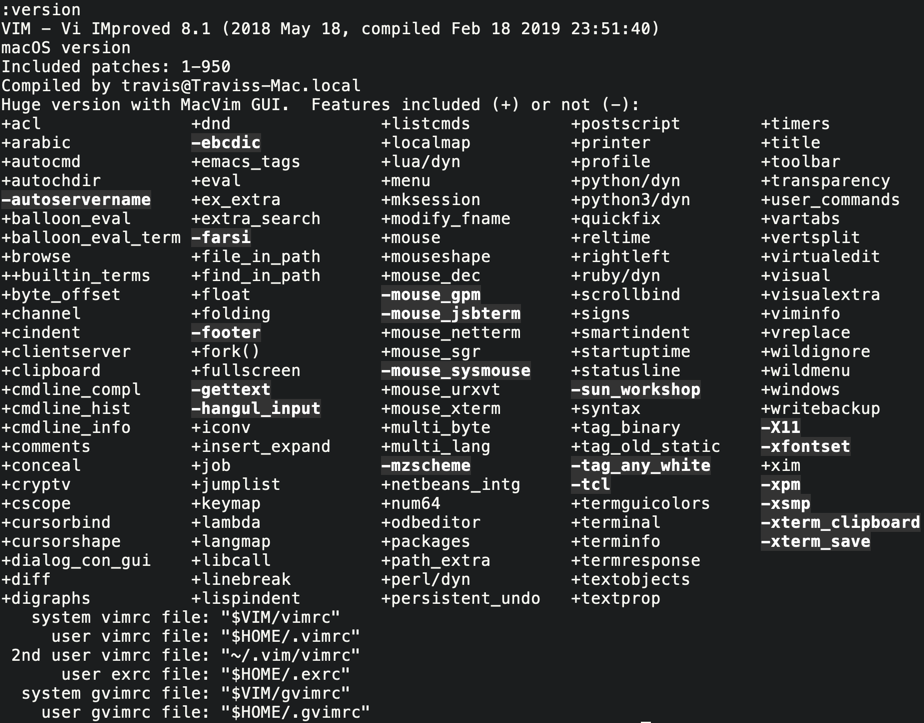 :version
VIM - Vi IMproved 8.1 (2018 May 18, compiled Feb 18 2019 23:51:40)
macOS version
Included patches: 1-950
Compiled by travis@Traviss-Mac.local
Huge version with MacVim GUI.  Features included (+) or not (-):
+acl               +dnd               +listcmds          +postscript        +timers
+arabic            -ebcdic            +localmap          +printer           +title
+autocmd           +emacs_tags        +lua/dyn           +profile           +toolbar
+autochdir         +eval              +menu              +python/dyn        +transparency
-autoservername    +ex_extra          +mksession         +python3/dyn       +user_commands
+balloon_eval      +extra_search      +modify_fname      +quickfix          +vartabs
+balloon_eval_term -farsi             +mouse             +reltime           +vertsplit
+browse            +file_in_path      +mouseshape        +rightleft         +virtualedit
++builtin_terms    +find_in_path      +mouse_dec         +ruby/dyn          +visual
+byte_offset       +float             -mouse_gpm         +scrollbind        +visualextra
+channel           +folding           -mouse_jsbterm     +signs             +viminfo
+cindent           -footer            +mouse_netterm     +smartindent       +vreplace
+clientserver      +fork()            +mouse_sgr         +startuptime       +wildignore
+clipboard         +fullscreen        -mouse_sysmouse    +statusline        +wildmenu
+cmdline_compl     -gettext           +mouse_urxvt       -sun_workshop      +windows
+cmdline_hist      -hangul_input      +mouse_xterm       +syntax            +writebackup
+cmdline_info      +iconv             +multi_byte        +tag_binary        -X11
+comments          +insert_expand     +multi_lang        +tag_old_static    -xfontset
+conceal           +job               -mzscheme          -tag_any_white     +xim
+cryptv            +jumplist          +netbeans_intg     -tcl               -xpm
+cscope            +keymap            +num64             +termguicolors     -xsmp
+cursorbind        +lambda            +odbeditor         +terminal          -xterm_clipboard
+cursorshape       +langmap           +packages          +terminfo          -xterm_save
+dialog_con_gui    +libcall           +path_extra        +termresponse
+diff              +linebreak         +perl/dyn          +textobjects
+digraphs          +lispindent        +persistent_undo   +textprop
   system vimrc file: "$VIM/vimrc"
     user vimrc file: "$HOME/.vimrc"
 2nd user vimrc file: "~/.vim/vimrc"
      user exrc file: "$HOME/.exrc"
  system gvimrc file: "$VIM/gvimrc"
    user gvimrc file: "$HOME/.gvimrc"